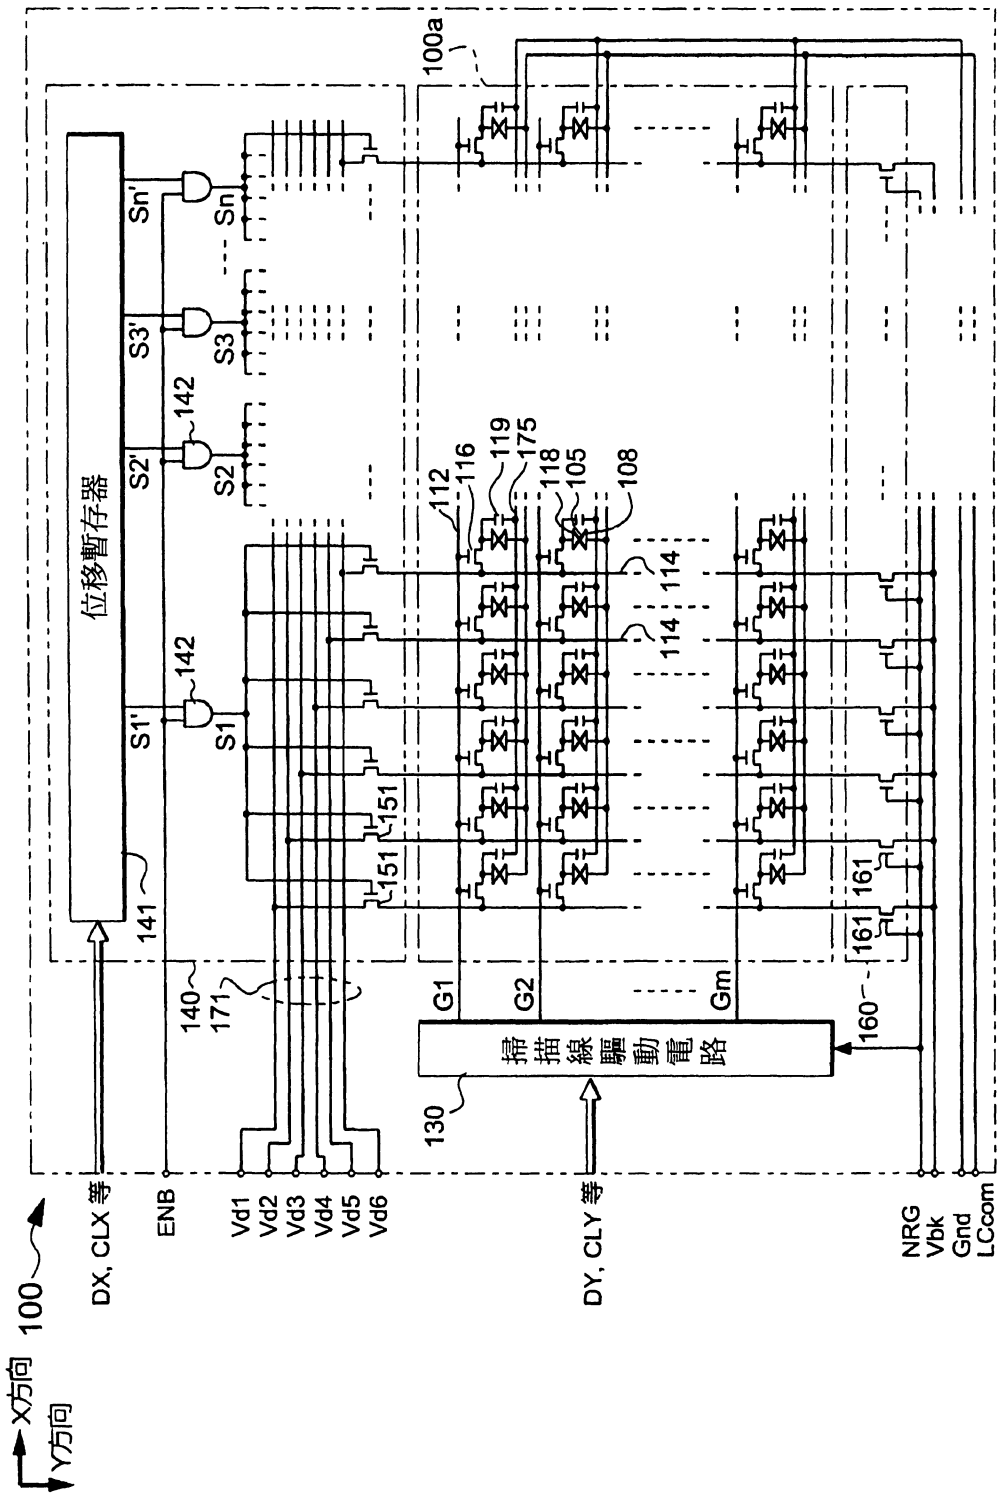 X方向
Y方向
100
100a
DX, CLX 等
位移暫存器
141
S1'
S2'
S3'
Sn'
ENB
142
142
S1
S2
S3
Sn
140
171
Vd1
Vd2
Vd3
Vd4
Vd5
Vd6
151
151
112
116
119
175
118
105
108
G1
G2
Gm
114
114
130
掃描線驅動電路
DY, CLY 等
160
161
161
NRG
Vbk
Gnd
LCcom